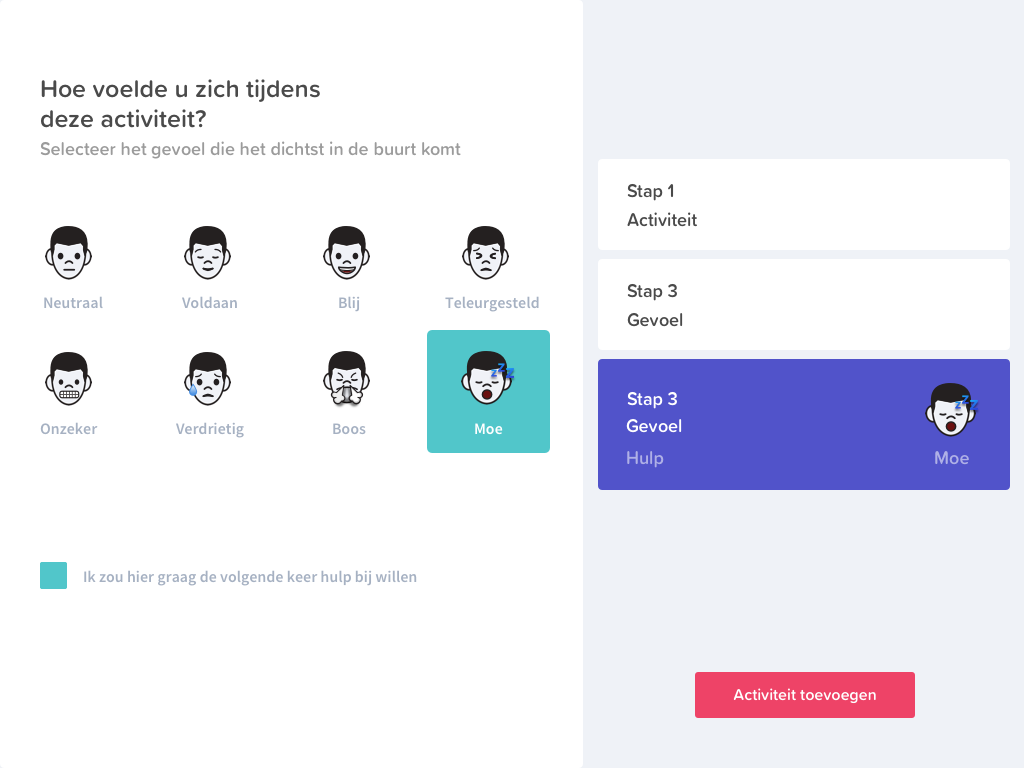 Hoe voelde u zich tijdens
deze activiteit?
Selecteer het gevoel die het dichtst in de buurt komt
Neutraal
Voldaan
Blij
Teleurgesteld
Onzeker
Verdrietig
Boos
Moe
Ik zou hier graag de volgende keer hulp bij willen
Stap 1
Activiteit
Stap 3
Gevoel
Stap 3
Gevoel
Hulp
Moe
Activiteit toevoegen